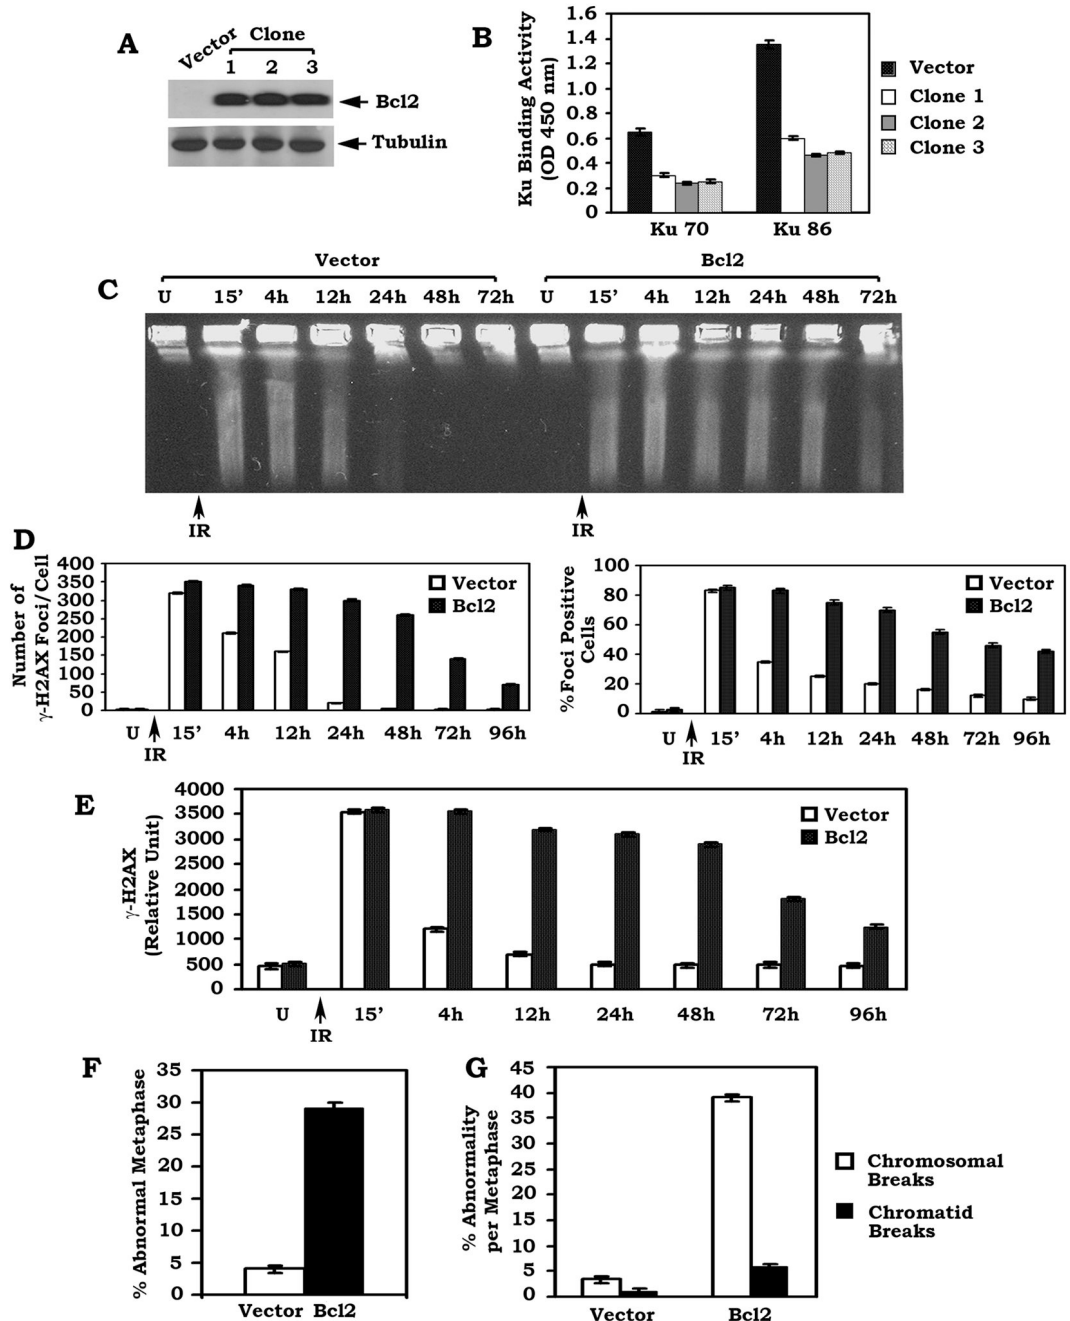 A
Vector
Clone
1 2 3
Bcl2
Tubulin
B
Ku Binding Activity
(OD 450 nm)
1.6
1.4
1.2
1.
0.8
0.6
0.4
0.2
0
Ku 70 Ku 86
Vector
Clone 1
Clone 2
Clone 3
C
Vector Bcl2
U 15’ 4h 12h 24h 48h 72h U 15’ 4h 12h 24h 48h 72h
IR IR
D
Number of
γ-H2AX Foci/Cell
400
350
300
250
200
150
100
50
0
Vector
Bcl2
U 15’ 4h 12h 24h 48h 72h 96h
IR
%Foci Positive
Cells
100
80
60
40
20
0
Vector
Bcl2
U 15’ 4h 12h 24h 48h 72h 96h
IR
E
γ-H2AX
(Relative Unit)
4000
3500
3000
2500
2000
1500
1000
500
0
Vector
Bcl2
U 15’ 4h 12h 24h 48h 72h 96h
IR
F
% Abnormal Metaphase
35
30
25
20
15
10
5
0
Vector Bcl2
G
% Abnormality
per Metaphase
45
40
35
30
25
20
15
10
5
0
Vector Bcl2
Chromosomal
Breaks
Chromatid
Breaks